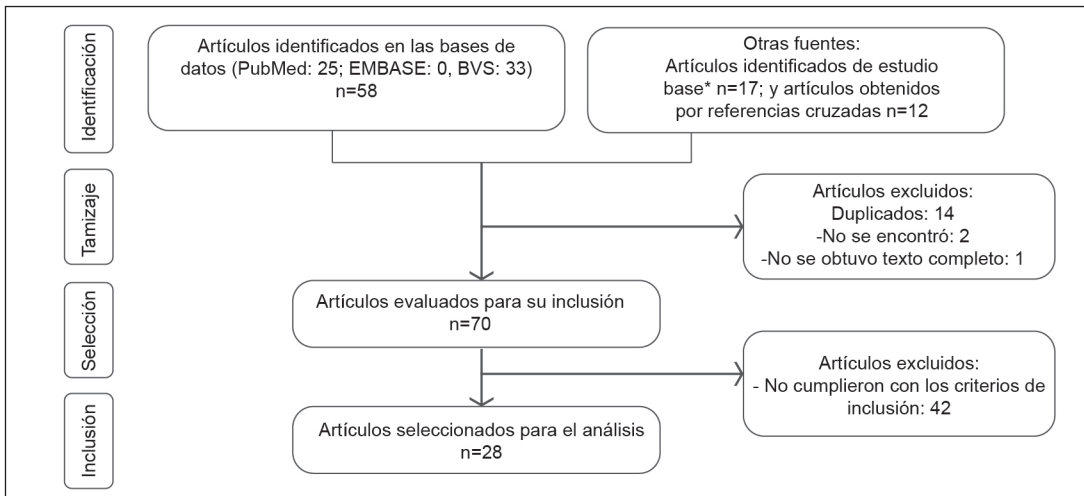 Identificación
Artículos identificados en las bases de
datos (PubMed: 25; EMBASE: 0, BVS: 33)
n=58
Otras fuentes:
Artículos identificados de estudio
base* n=17; y artículos obtenidos
por referencias cruzadas n=12
Tamizaje
Artículos excluidos:
Duplicados: 14
-No se encontró: 2
-No se obtuvo texto completo: 1
Selección
Artículos evaluados para su inclusión
n=70
Artículos excluidos:
- No cumplieron con los criterios de
inclusión: 42
Inclusión
Artículos seleccionados para el análisis
n=28